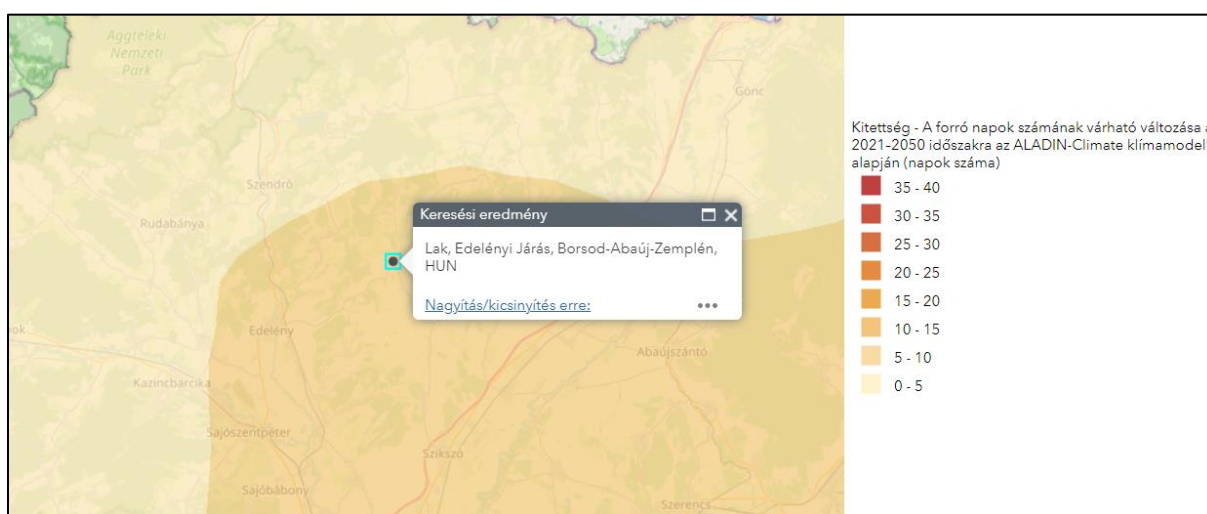 Aggteleki
Nemzeti
Park
Gönc
Szendrő
Rudabánya
Keresési eredmény
Lak, Edelényi Járás, Borsod-Abaúj-Zemplén,
HUN
Nagyítás/kicsinyítés erre:
Edelény
Abaújszántó
Kazincbarcika
Sajószentpéter
Szikszó
Sajóbábony
Szerencs
Kitettség - A forró napok számának várható változása a
2021-2050 időszakra az ALADIN-Climate
alapján (napok száma)
35 - 40
30 - 35
25 - 30
20 - 25
15 - 20
10 - 15
5 - 10
0 - 5